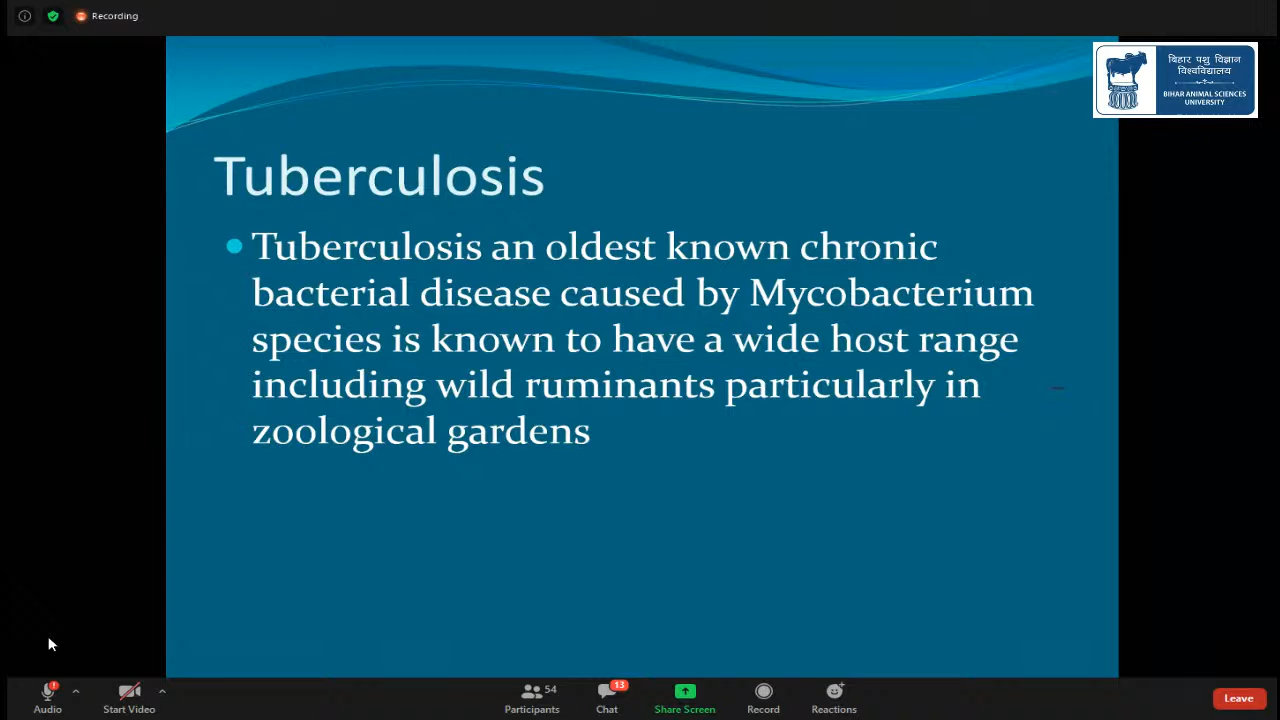 Recording
बिहार पशु विज्ञान
विश्वविद्यालय
BIHAR ANIMAL SCIENCES
UNIVERSITY
Tuberculosis
Tuberculosis an oldest known chronic
bacterial disease caused by Mycobacterium
species is known to have a wide host range
including wild ruminants particularly in
zoological gardens
54
13
Audio
Start Video
Participants
Chat
Share Screen
Record
Reactions
Leave